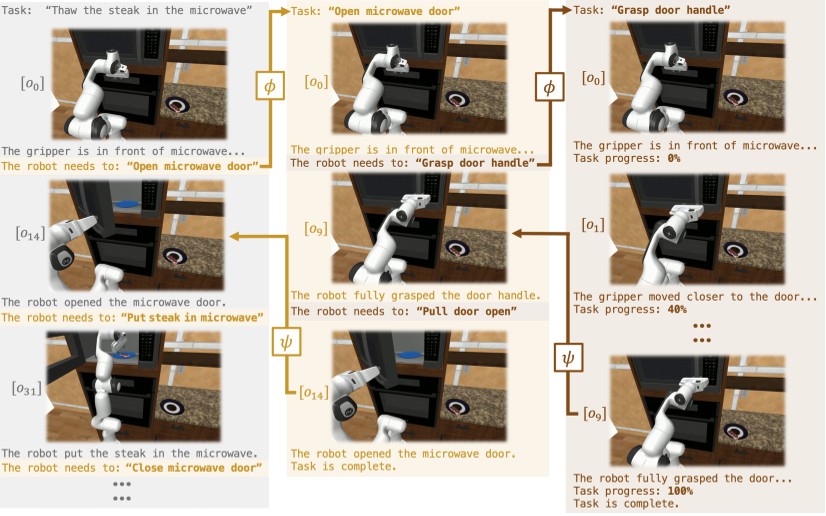 Task: "Thaw the steak in the microwave"
[o0]
The gripper is in front of microwave...
The robot needs to: "Open microwave door"
[o14]
The robot opened the microwave door.
The robot needs to: "Put steak in microwave"
[o31]
The robot put the steak in the microwave.
The robot needs to: "Close microwave door"
ϕ
Task: "Open microwave door"
[o0]
The gripper is in front of microwave...
The robot needs to: "Grasp door handle"
[o9]
The robot fully grasped the door handle.
The robot needs to: "Pull door open"
ψ
[o14]
The robot opened the microwave door.
Task is complete.
ϕ
Task: "Grasp door handle"
[o0]
The gripper is in front of microwave...
Task progress: 0%
[o1]
The gripper moved closer to the door...
Task progress: 40%
ψ
[o9]
The robot fully grasped the door...
Task progress: 100%
Task is complete.